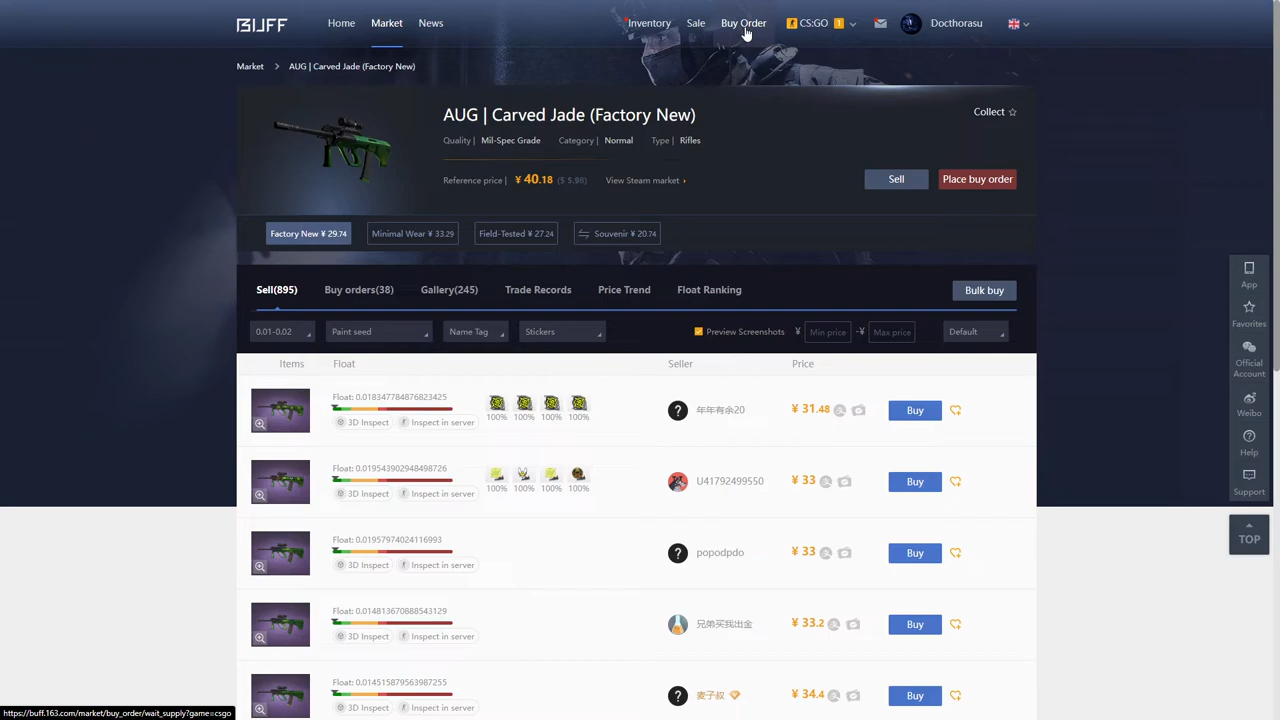 BUFF Home Market News Inventory Sale Buy Order CS:GO 1 Docthorasu
Market > AUG | Carved Jade (Factory New)
AUG | Carved Jade (Factory New) Collect
Quality | Mil-Spec Grade Category | Normal Type | Rifles
Reference price | ¥ 40.18 ($ 5.98) View Steam market Sell Place buy order
Factory New ¥ 29.74 Minimal Wear ¥ 33.29 Field-Tested ¥ 27.24 Souvenir ¥ 20.74
Sell(895) Buy orders(38) Gallery(245) Trade Records Price Trend Float Ranking Bulk buy
0.01-0.02 Paint seed Name Tag Stickers Preview Screenshots ¥ Min price -¥ Max price Default
Items Float Seller Price
Float: 0.018347784876823425
100% 100% 100% 100%
3D Inspect Inspect in server
年年有余20 ¥ 31.48 Buy
Float: 0.019543902948498726
100% 100% 100% 100%
3D Inspect Inspect in server
U41792499550 ¥ 33 Buy
Float: 0.01957974024116993
3D Inspect Inspect in server
popodpdo ¥ 33 Buy
Float: 0.014813670888543129
3D Inspect Inspect in server
兄弟买我出金 ¥ 33.2 Buy
Float: 0.014515879563987255
3D Inspect Inspect in server
麦子叔 ¥ 34.4 Buy
App
Favorites
Official
Account
Weibo
Help
Support
TOP
https://buff.163.com/market/buy_order/wait_supply?game=csgo